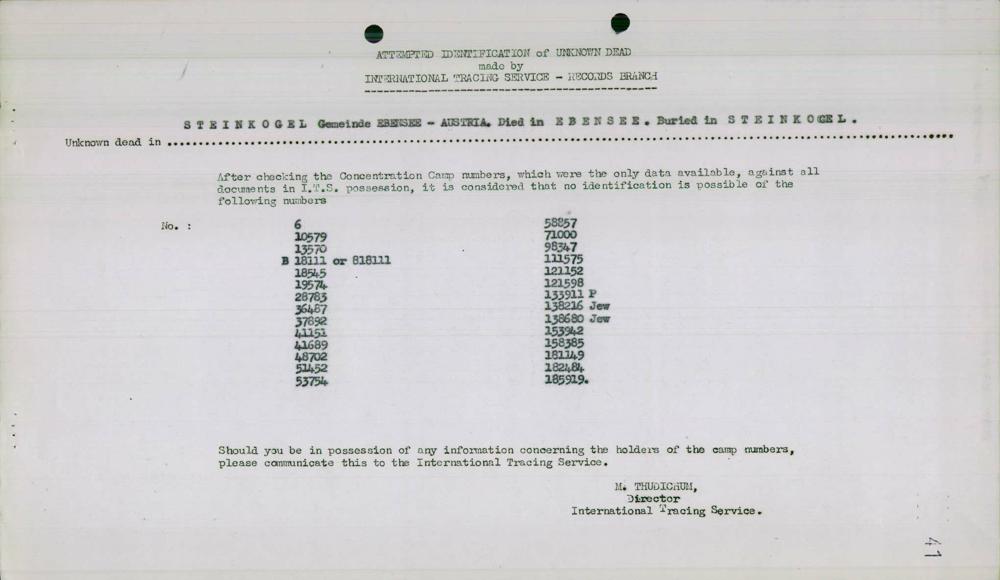 ATTEMPTED IDENTIFICATION of UNKNOWN DEAD
made by
INTERNATIONAL TRACING SERVICE - RECORDS BRANCH
S T E I N K O G E L Gemeinde EBENSEE - AUSTRIA. Died in E B E N S E E . Buried in S T E I N K O G E L .
Unknown dead in
After checking the Concentration Camp numbers, which were the only data available, against all
documents in I.T.S. possession, it is considered that no identification is possible of the
following numbers
No. :
6
10579
13570
B 18111 or 818111
18545
19574
28783
36487
37892
41151
41689
48702
51452
53754
58857
71000
98347
111575
121152
121598
133911 P
138216 Jew
138680 Jew
153942
158385
181149
182484
185919.
Should you be in possession of any information concerning the holders of the camp numbers,
please communicate this to the International Tracing Service.
M. THUDICHUM,
Director
International Tracing Service.
41